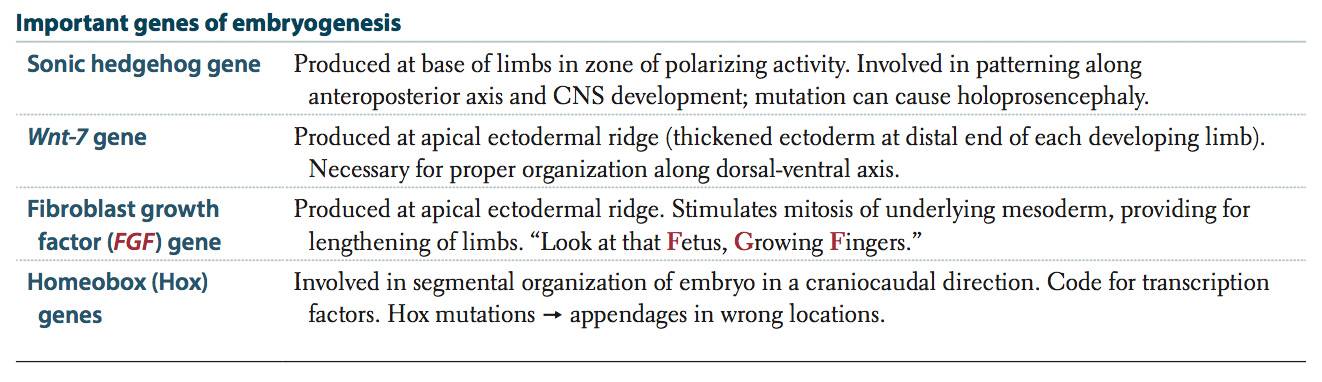 Important genes of embryogenesis
Sonic hedgehog gene
Produced at base of limbs in zone of polarizing activity. Involved in patterning along
anteroposterior axis and CNS development; mutation can cause holoprosencephaly.
Wnt-7 gene
Produced at apical ectodermal ridge (thickened ectoderm at distal end of each developing limb).
Necessary for proper organization along dorsal-ventral axis.
Fibroblast growth
factor (FGF) gene
Produced at apical ectodermal ridge. Stimulates mitosis of underlying mesoderm, providing for
lengthening of limbs. “Look at that Fetus, Growing Fingers.”
Homeobox (Hox)
genes
Involved in segmental organization of embryo in a craniocaudal direction. Code for transcription
factors. Hox mutations → appendages in wrong locations.